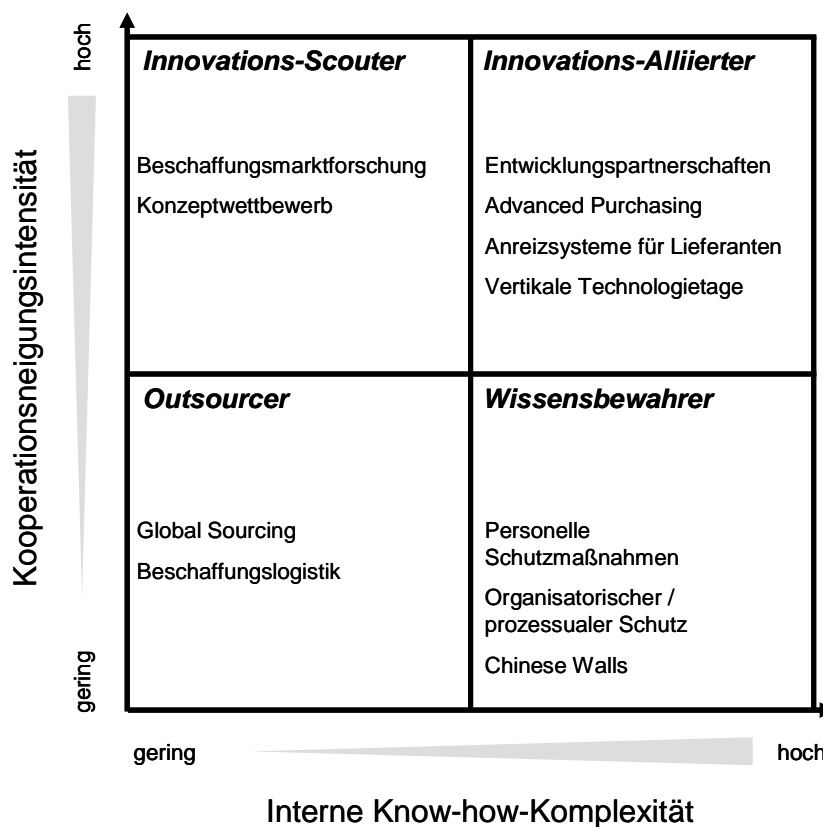 hoch
Kooperationsneigungsintensität
gering
Innovations-Scouter
Beschaffungsmarktforschung
Konzeptwettbewerb
Innovations-Alliierter
Entwicklungspartnerschaften
Advanced Purchasing
Anreizsysteme für Lieferanten
Vertikale Technologietage
Outsourcer
Global Sourcing
Beschaffungslogistik
Wissensbewahrer
Personelle
Schutzmaßnahmen
Organisatorischer /
prozessualer Schutz
Chinese Walls
gering
hoch
Interne Know-how-Komplexität